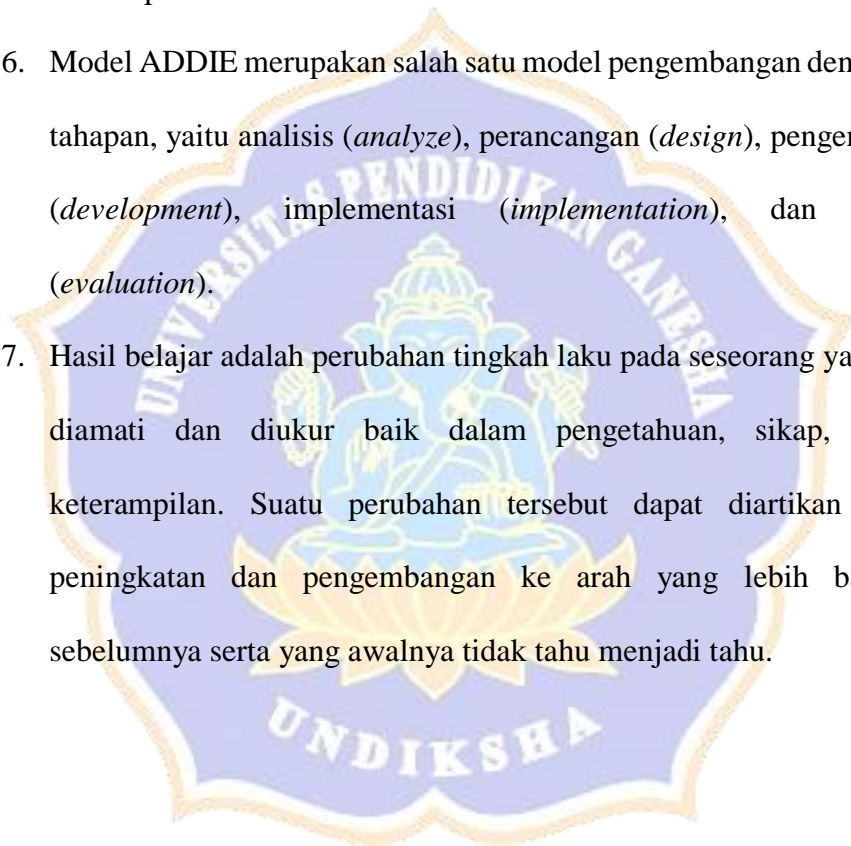 6. Model ADDIE merupakan salah satu model pengembangan den
tahapan, yaitu analisis (analyze), perancangan (design), penger
(development), implementasi (implementation), dan
(evaluation).
UNIVERSITAS PENDIDIKAN GANESHA
7. Hasil belajar adalah perubahan tingkah laku pada seseorang ya
diamati dan diukur baik dalam pengetahuan, sikap,
keterampilan. Suatu perubahan tersebut dapat diartikan
peningkatan dan pengembangan ke arah yang lebih b
sebelumnya serta yang awalnya tidak tahu menjadi tahu.
UNDIKSHA